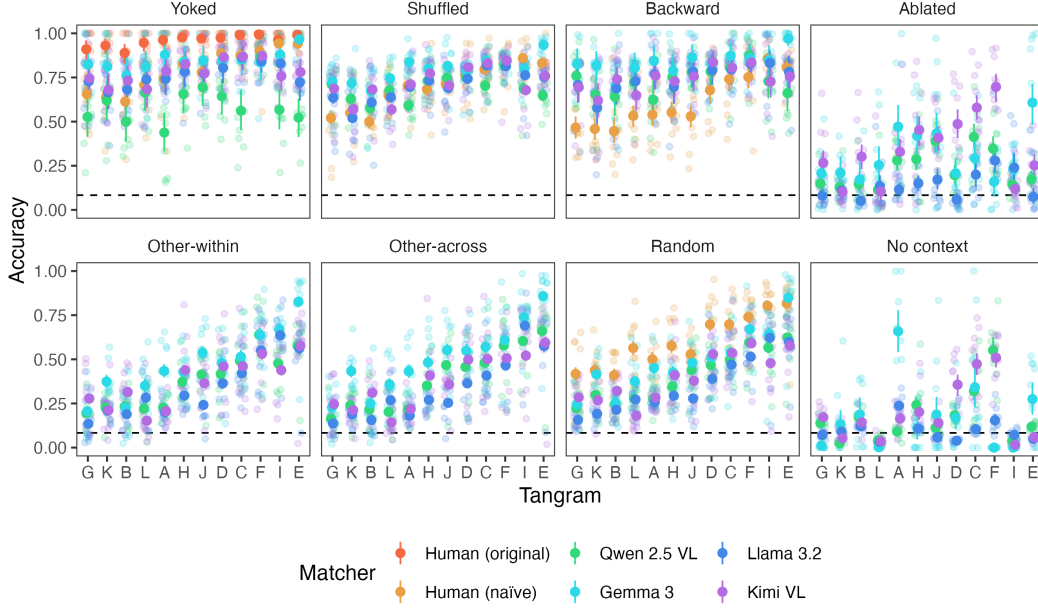 Yoked Shuffled Backward Ablated
1.00
0.75
0.50
0.25
0.00
Accuracy
Other-within Other-across Random No context
1.00
0.75
0.50
0.25
0.00
G K B L A H J D C F I E G K B L A H J D C F I E G K B L A H J D C F I E G K B L A H J D C F I E
Tangram
Matcher
Human (original) Qwen 2.5 VL Llama 3.2
Human (naïve) Gemma 3 Kimi VL